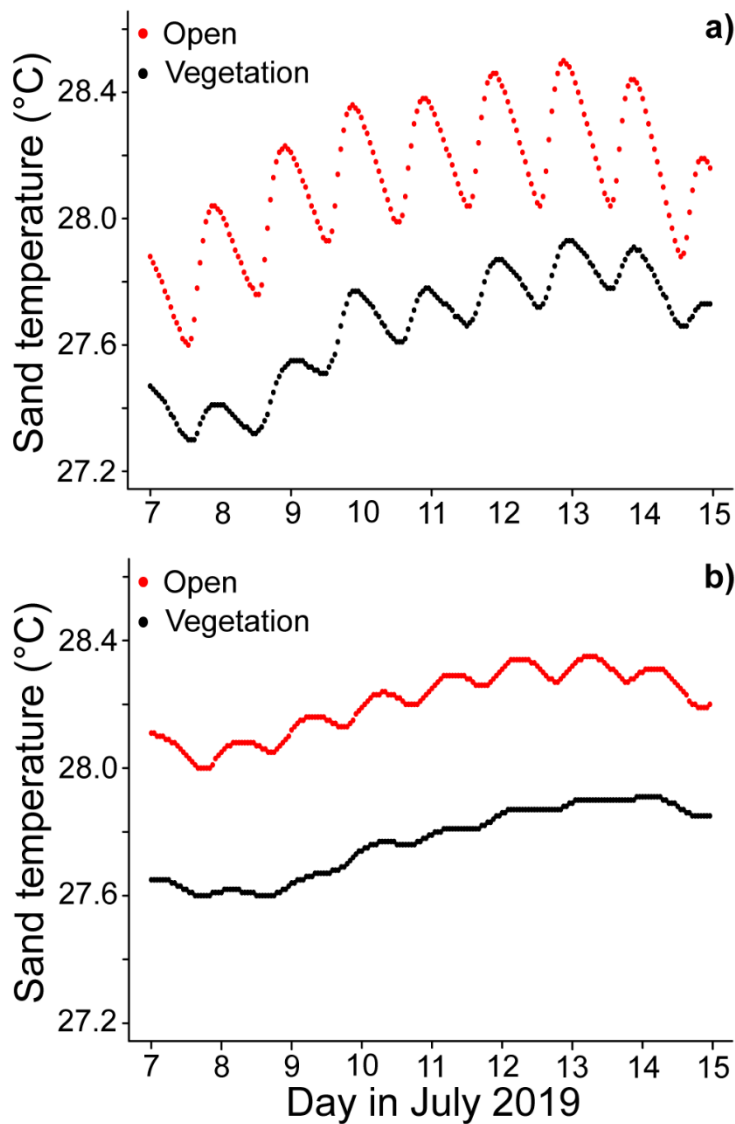 a)
Open
Vegetation
Sand temperature (°C)
28.4
28.0
27.6
27.2
7 8 9 10 11 12 13 14 15
b)
Open
Vegetation
Sand temperature (°C)
28.4
28.0
27.6
27.2
7 8 9 10 11 12 13 14 15
Day in July 2019